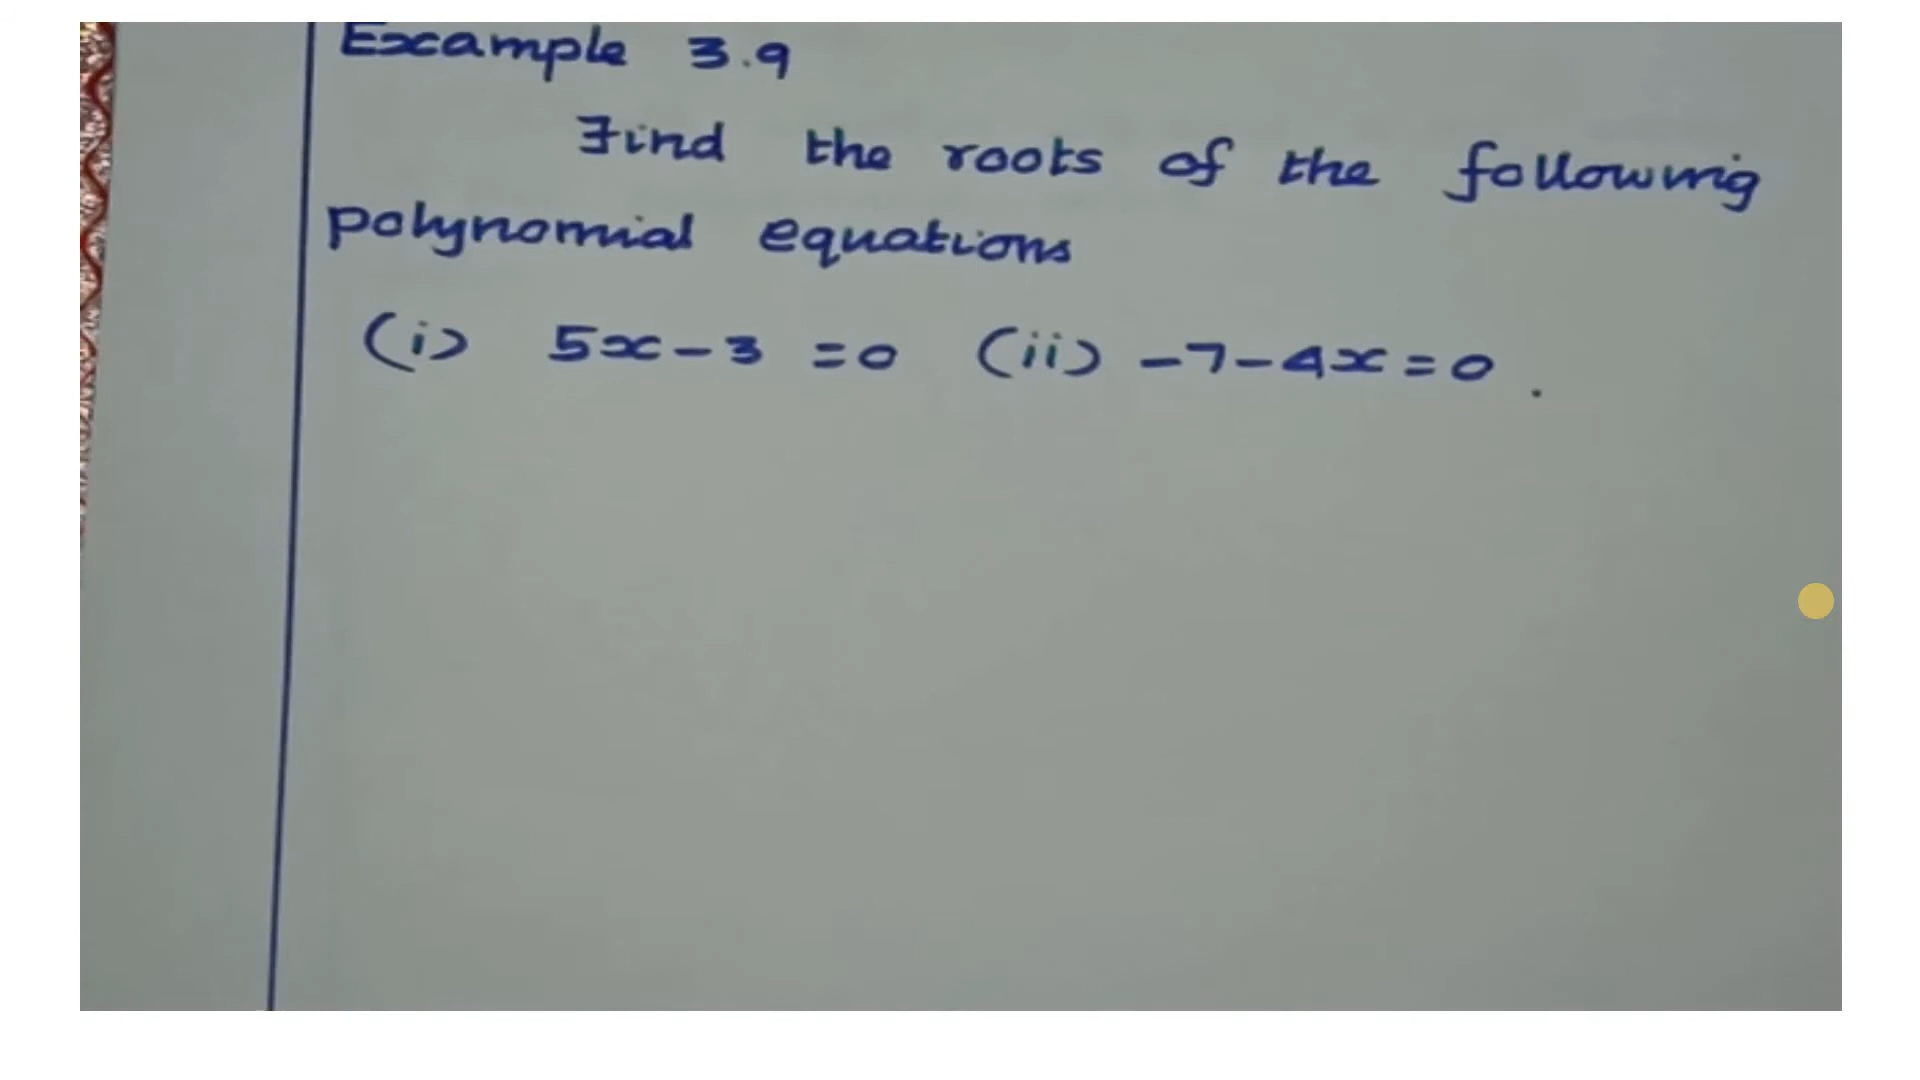 Example 3.9
Find the roots of the following
polynomial equations
(i) 5x - 3 = 0 (ii) -7 - 4x = 0.